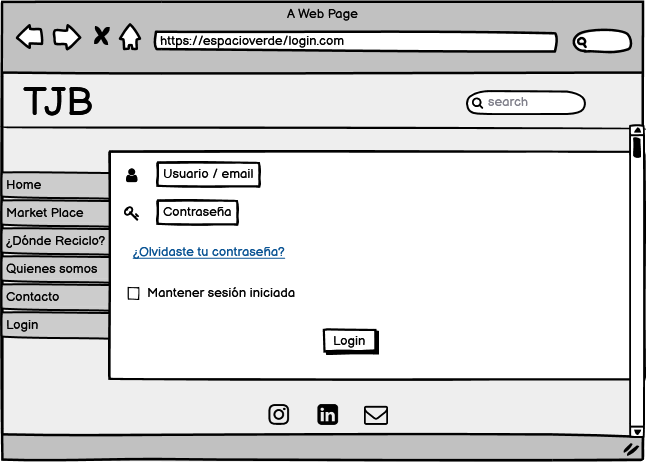 A Web Page
https://espacioverde/login.com
TJB
search
Home
Market Place
¿Dónde Reciclo?
Quienes somos
Contacto
Login
Usuario / email
Contraseña
¿Olvidaste tu contraseña?
Mantener sesión iniciada
Login